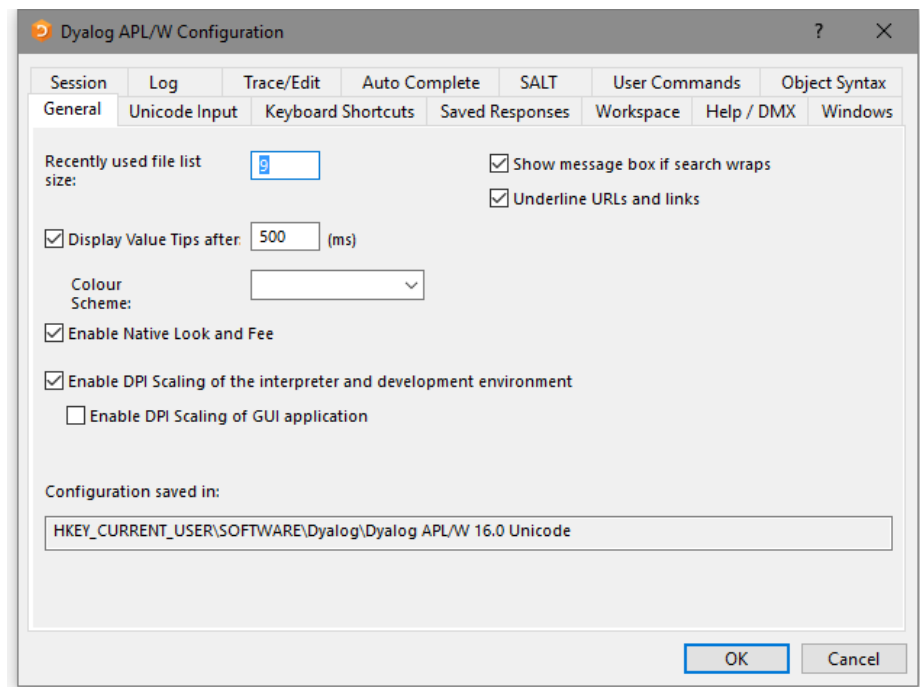 Dyalog APL/W Configuration
?
Session Log Trace/Edit Auto Complete SALT User Commands Object Syntax
General Unicode Input Keyboard Shortcuts Saved Responses Workspace Help / DMX Windows
Recently used file list
size:
9
Show message box if search wraps
Underline URLs and links
Display Value Tips after: 500 (ms)
Colour
Scheme:
Enable Native Look and Fee
Enable DPI Scaling of the interpreter and development environment
Enable DPI Scaling of GUI application
Configuration saved in:
HKEY_CURRENT_USER\SOFTWARE\Dyalog\Dyalog APL/W 16.0 Unicode
OK Cancel